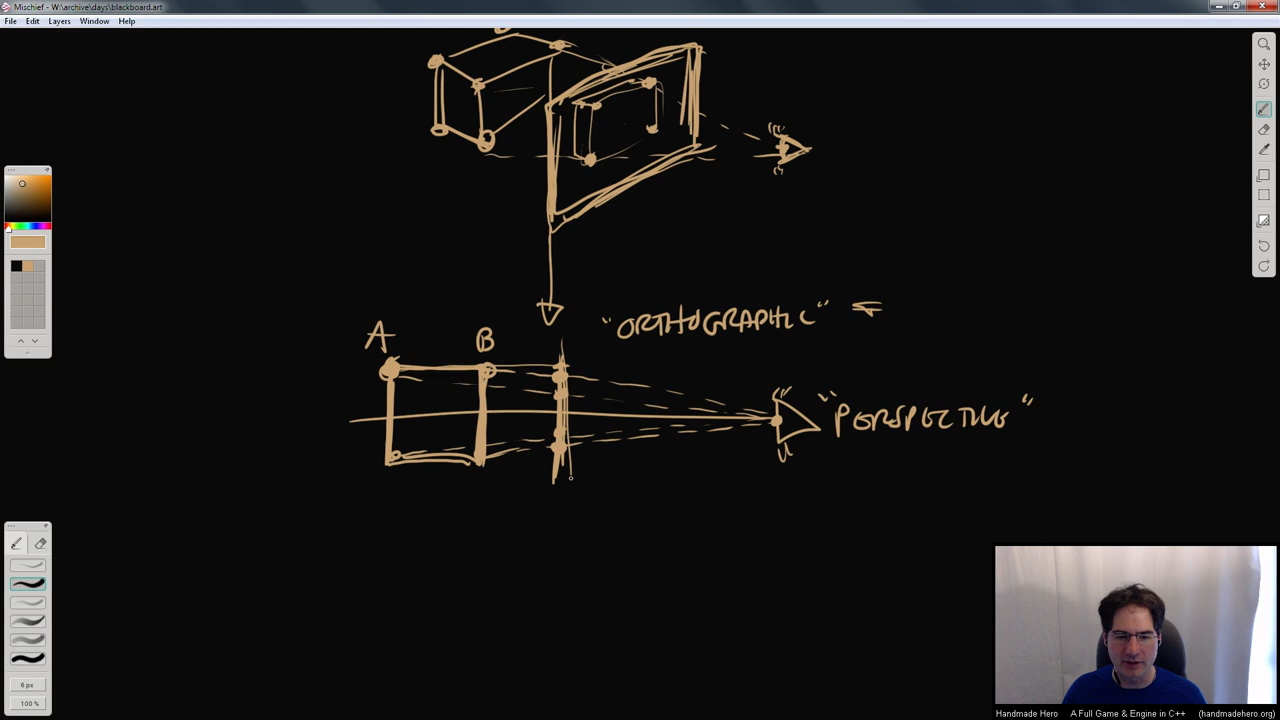 Mischief - W:\archive\days\blackboard.art
File Edit Layers Window Help
"ORTHOGRAPHIC"
A B
"PERSPECTIVE"
6 px
100 %
Handmade Hero A Full Game & Engine in C++ (handmadehero.org)